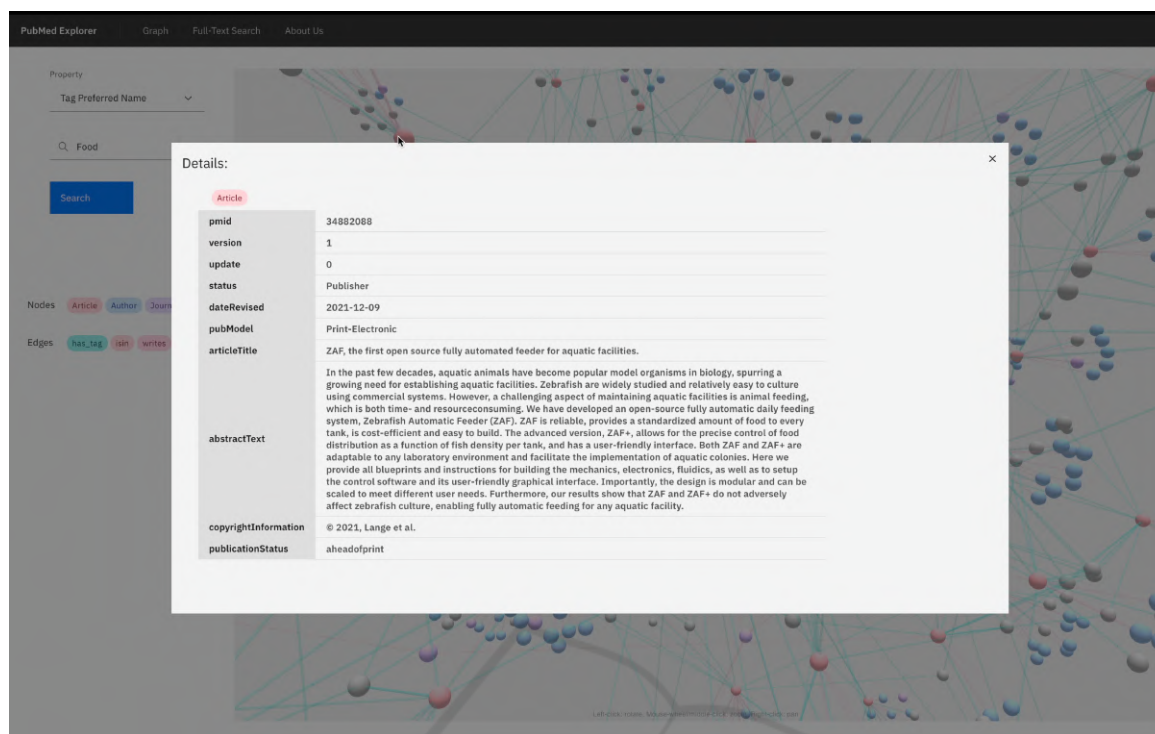 PubMed Explorer Graph Full-Text Search About Us
Property
Tag Preferred Name
Food
Search
Nodes Article Author Journ
Edges has_tag isin writes
Details:
×
Article
pmid 34882088
version 1
update 0
status Publisher
dateRevised 2021-12-09
pubModel Print-Electronic
articleTitle ZAF, the first open source fully automated feeder for aquatic facilities.
abstractText
In the past few decades, aquatic animals have become popular model organisms in biology, spurring a
growing need for establishing aquatic facilities. Zebrafish are widely studied and relatively easy to culture
using commercial systems. However, a challenging aspect of maintaining aquatic facilities is animal feeding,
which is both time- and resourceconsuming. We have developed an open-source fully automatic daily feeding
system, Zebrafish Automatic Feeder (ZAF). ZAF is reliable, provides a standardized amount of food to every
tank, is cost-efficient and easy to build. The advanced version, ZAF+, allows for the precise control of food
distribution as a function of fish density per tank, and has a user-friendly interface. Both ZAF and ZAF+ are
adaptable to any laboratory environment and facilitate the implementation of aquatic colonies. Here we
provide all blueprints and instructions for building the mechanics, electronics, fluidics, as well as to setup
the control software and its user-friendly graphical interface. Importantly, the design is modular and can be
scaled to meet different user needs. Furthermore, our results show that ZAF and ZAF+ do not adversely
affect zebrafish culture, enabling fully automatic feeding for any aquatic facility.
copyrightInformation © 2021, Lange et al.
publicationStatus aheadofprint